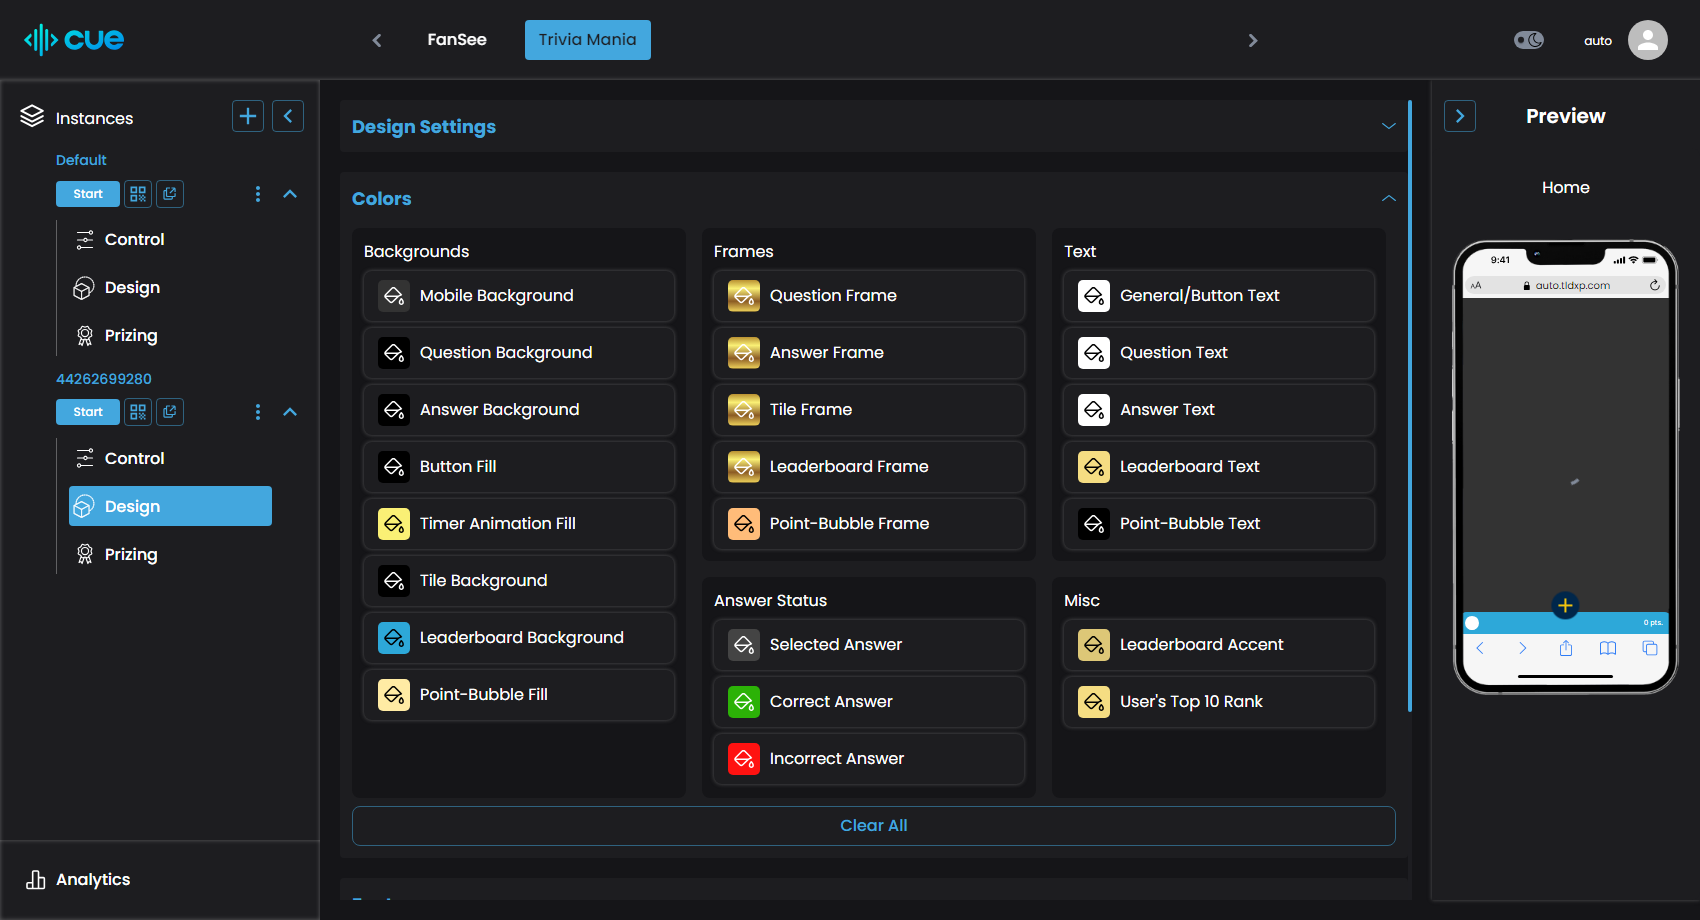 cue
FanSee
Trivia Mania
auto
Instances
Default
Start
Control
Design
Prizing
44262699280
Start
Control
Design
Prizing
Analytics
Design Settings
Colors
Backgrounds
Mobile Background
Question Background
Answer Background
Button Fill
Timer Animation Fill
Tile Background
Leaderboard Background
Point-Bubble Fill
Frames
Question Frame
Answer Frame
Tile Frame
Leaderboard Frame
Point-Bubble Frame
Answer Status
Selected Answer
Correct Answer
Incorrect Answer
Text
General/Button Text
Question Text
Answer Text
Leaderboard Text
Point-Bubble Text
Misc
Leaderboard Accent
User's Top 10 Rank
Clear All
Preview
Home
9:41
AA
auto.tldxp.com
0 pts.